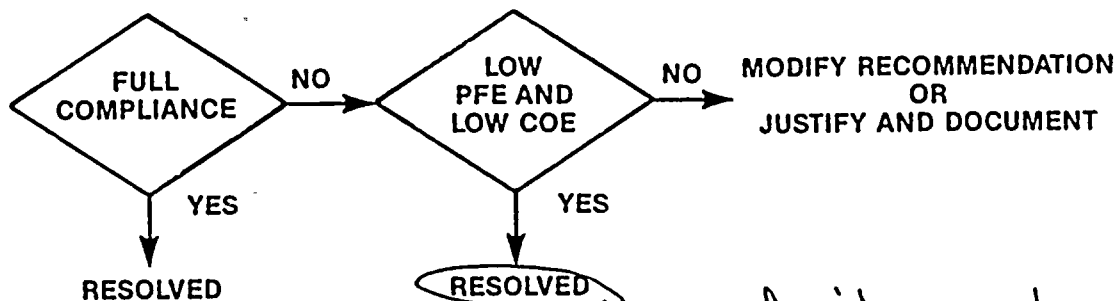 FULL
COMPLIANCE
NO
LOW
PFE AND
LOW COE
NO
MODIFY RECOMMENDATION
OR
JUSTIFY AND DOCUMENT
YES
YES
RESOLVED
RESOLVED